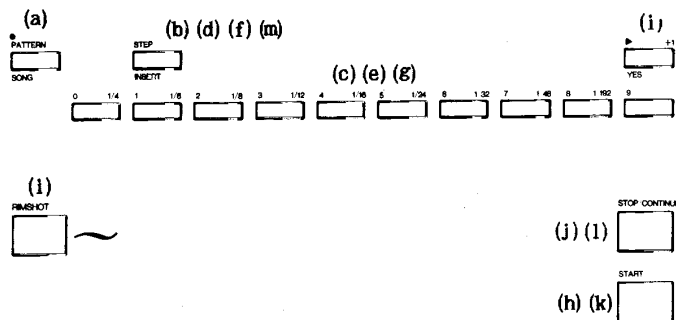 (a)
PATTERN
SONG
(b) (d) (f) (m)
STEP
INSERT
(i)
▶ +1
YES
(c) (e) (g)
0 1/4 1 1/6 2 1/8 3 1/12 4 1/16 5 1/24 6 1 32 7 1 48 8 1 192 9
(i)
RIMSHOT
STOP CONTINU
(j) (l)
START
(h) (k)